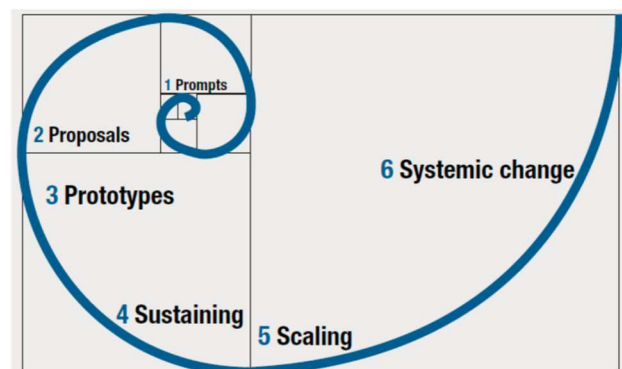 1 Prompts
2 Proposals
3 Prototypes
4 Sustaining
5 Scaling
6 Systemic change